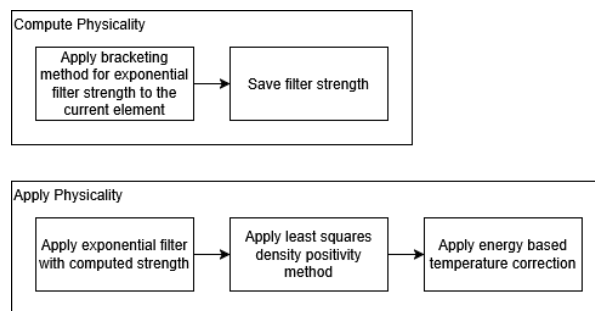 Compute Physicality
Apply bracketing
method for exponential
filter strength to the
current element
Save filter strength
Apply Physicality
Apply exponential filter
with computed strength
Apply least squares
density positivity
method
Apply energy based
temperature correction